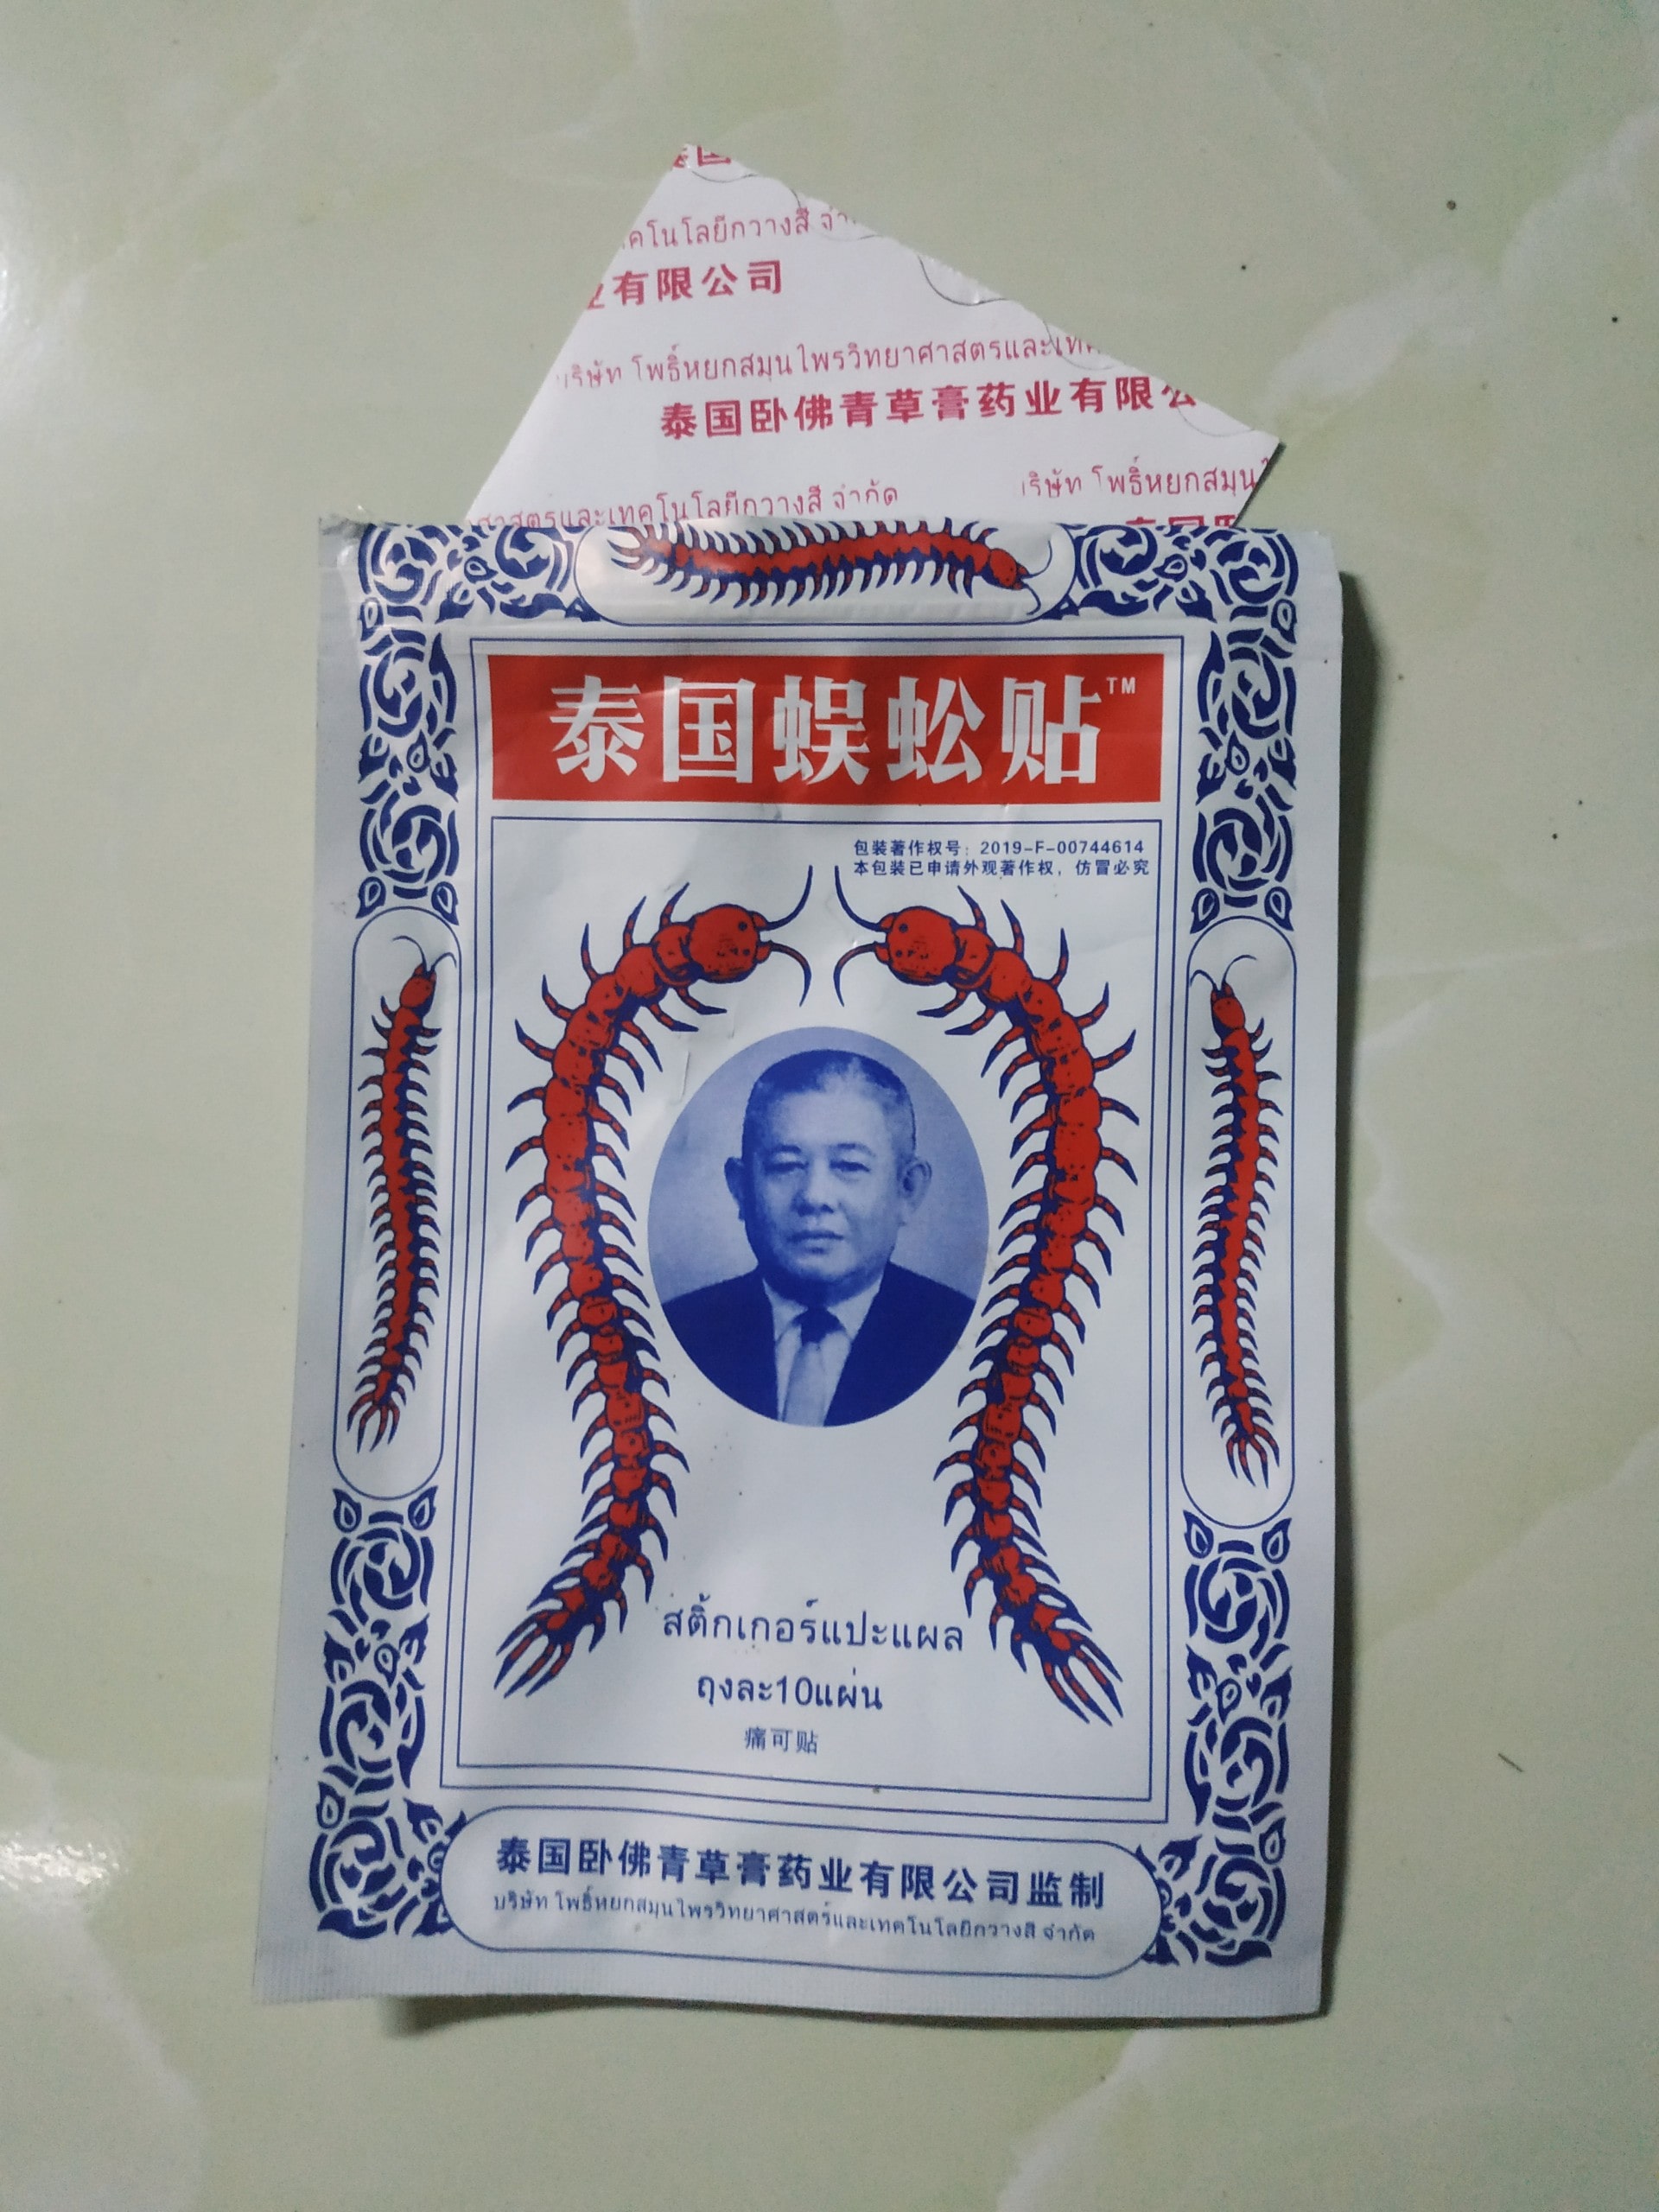 คโนโลยีกวางสี จำ
有限公司
บริษัท โพธิ์หยกสมุนไพรวิทยาศาสตรและเท
泰国卧佛青草膏药业有限公
ศาสตรและเทคโนโลยีกวางสี จำกัด
บริษัท โพธิ์หยกสมุน
泰国蜈蚣贴™
包装著作权号：2019-F-00744614
本包装已申请外观著作权，仿冒必究
สติ้กเกอร์แปะแผล
ถุงละ10แผ่น
痛可贴
泰国卧佛青草膏药业有限公司监制
บริษัท โพธิ์หยกสมุนไพรวิทยาศาสตร์และเทคโนโลยีกวางสี จำกัด